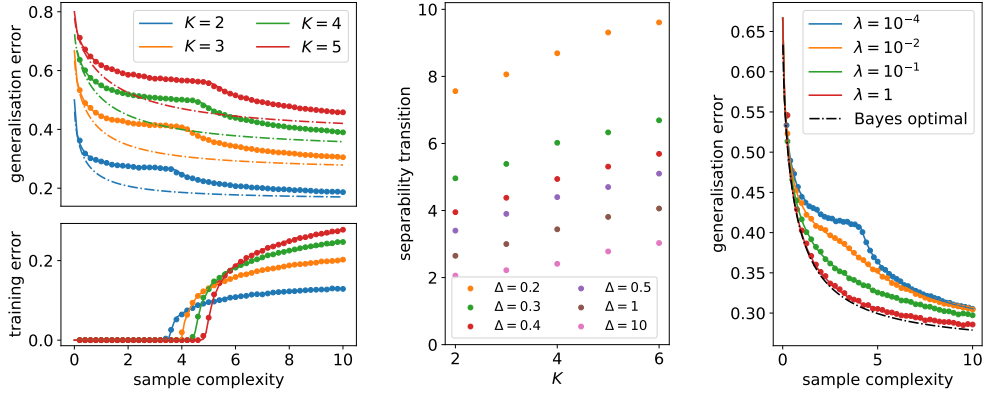 generalisation error
0.8
0.6
0.4
0.2
K = 2
K = 3
K = 4
K = 5
training error
0.2
0.0
0
2
4
6
8
10
sample complexity
separability transition
10
8
6
4
2
0
Δ = 0.2
Δ = 0.3
Δ = 0.4
Δ = 0.5
Δ = 1
Δ = 10
2
4
6
K
generalisation error
0.65
0.60
0.55
0.50
0.45
0.40
0.35
0.30
λ = 10⁻⁴
λ = 10⁻²
λ = 10⁻¹
λ = 1
Bayes optimal
0
5
10
sample complexity